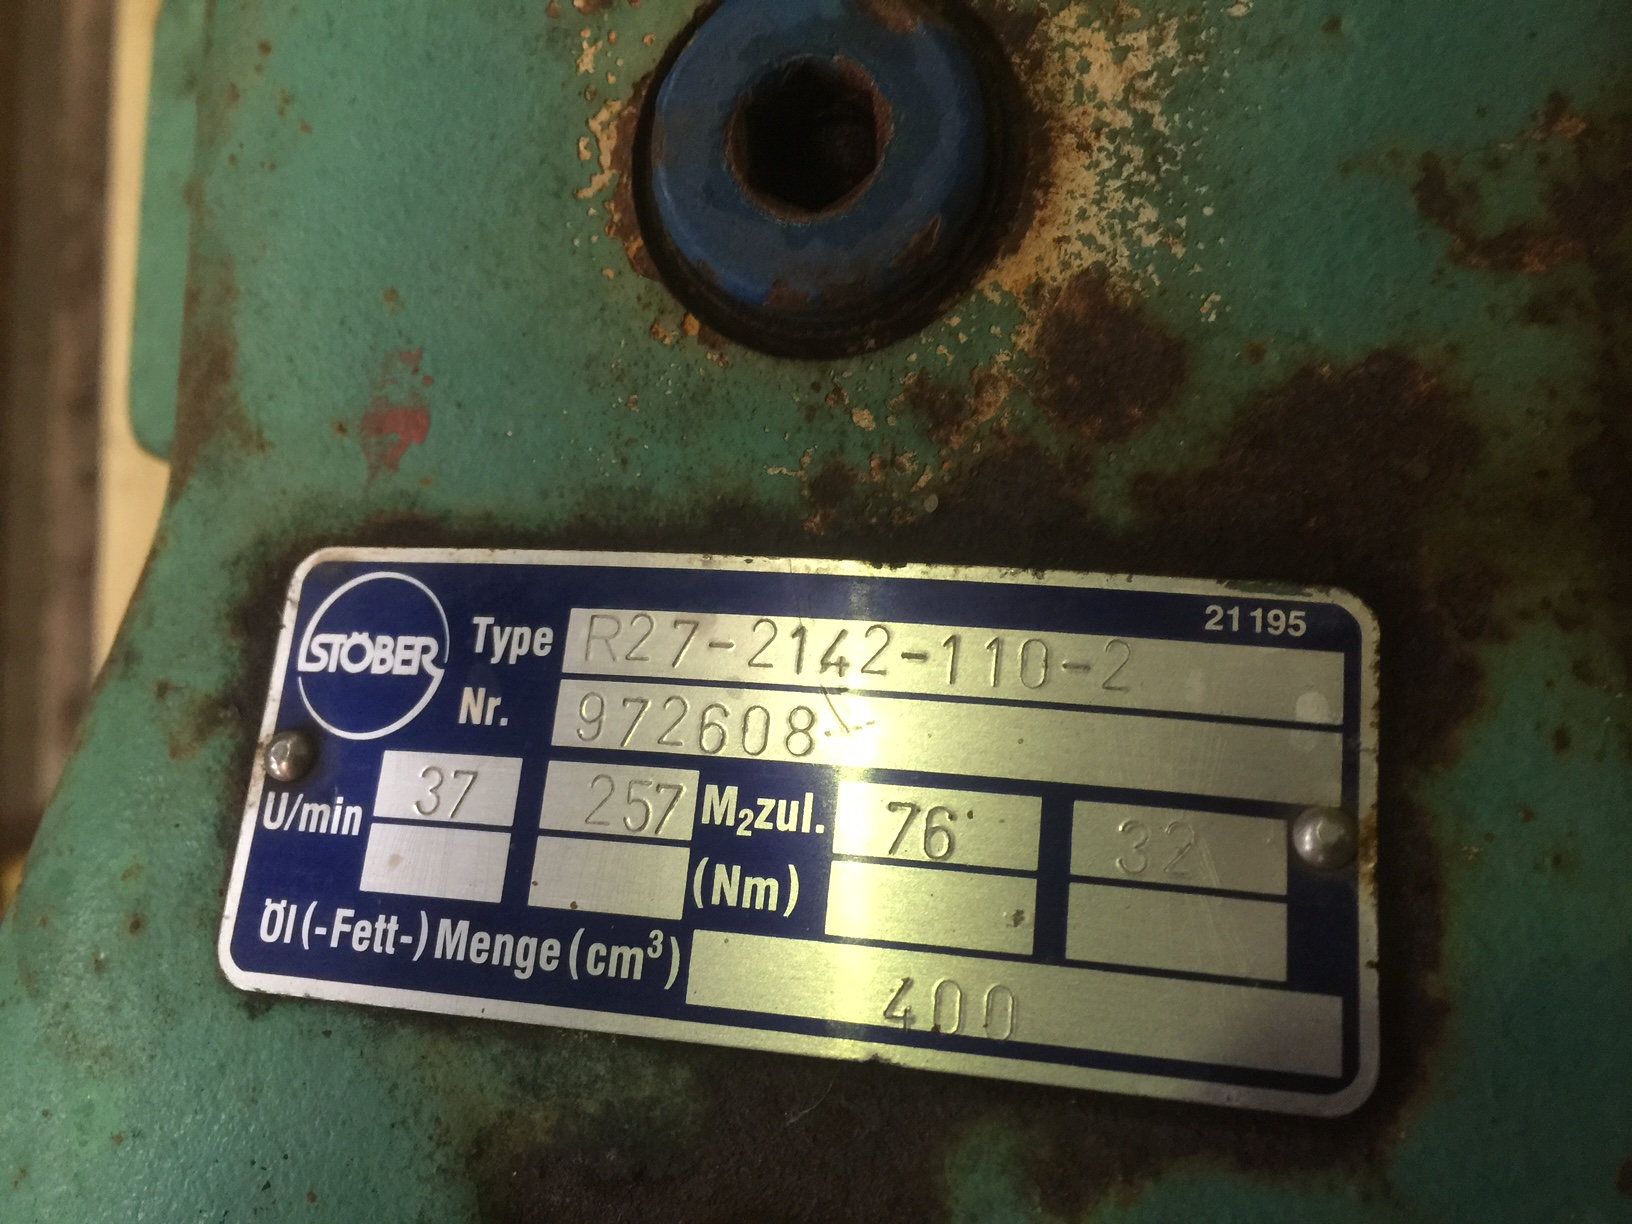 21195
STÖBER
Type R27-2142-110-2
Nr. 972608
U/min 37 257 M₂zul. (Nm) 76 32
Öl (-Fett-) Menge (cm³) 400